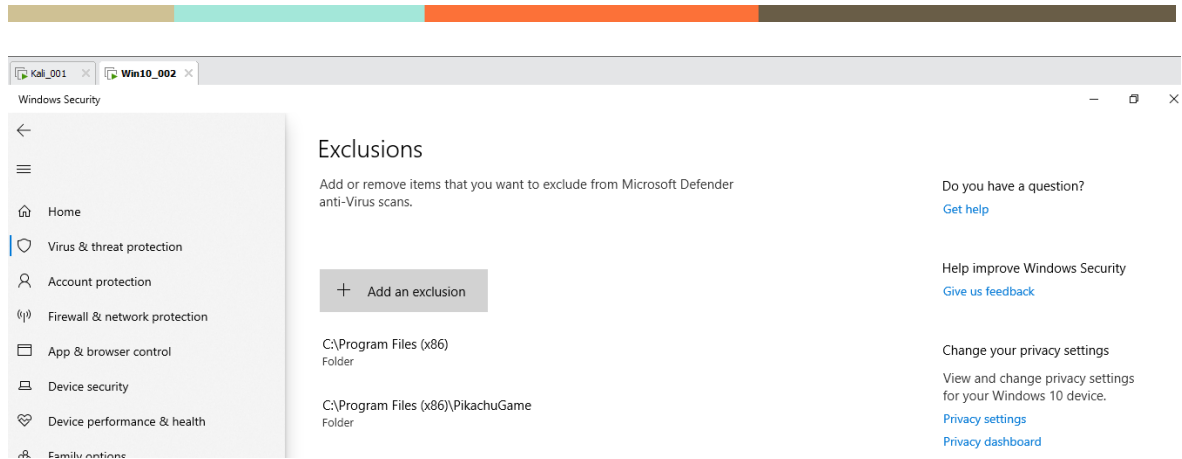 Kali_001
Win10_002
Windows Security
Home
Virus & threat protection
Account protection
Firewall & network protection
App & browser control
Device security
Device performance & health
Family options
Exclusions
Add or remove items that you want to exclude from Microsoft Defender
anti-Virus scans.
Add an exclusion
C:\Program Files (x86)
Folder
C:\Program Files (x86)\PikachuGame
Folder
Do you have a question?
Get help
Help improve Windows Security
Give us feedback
Change your privacy settings
View and change privacy settings
for your Windows 10 device.
Privacy settings
Privacy dashboard